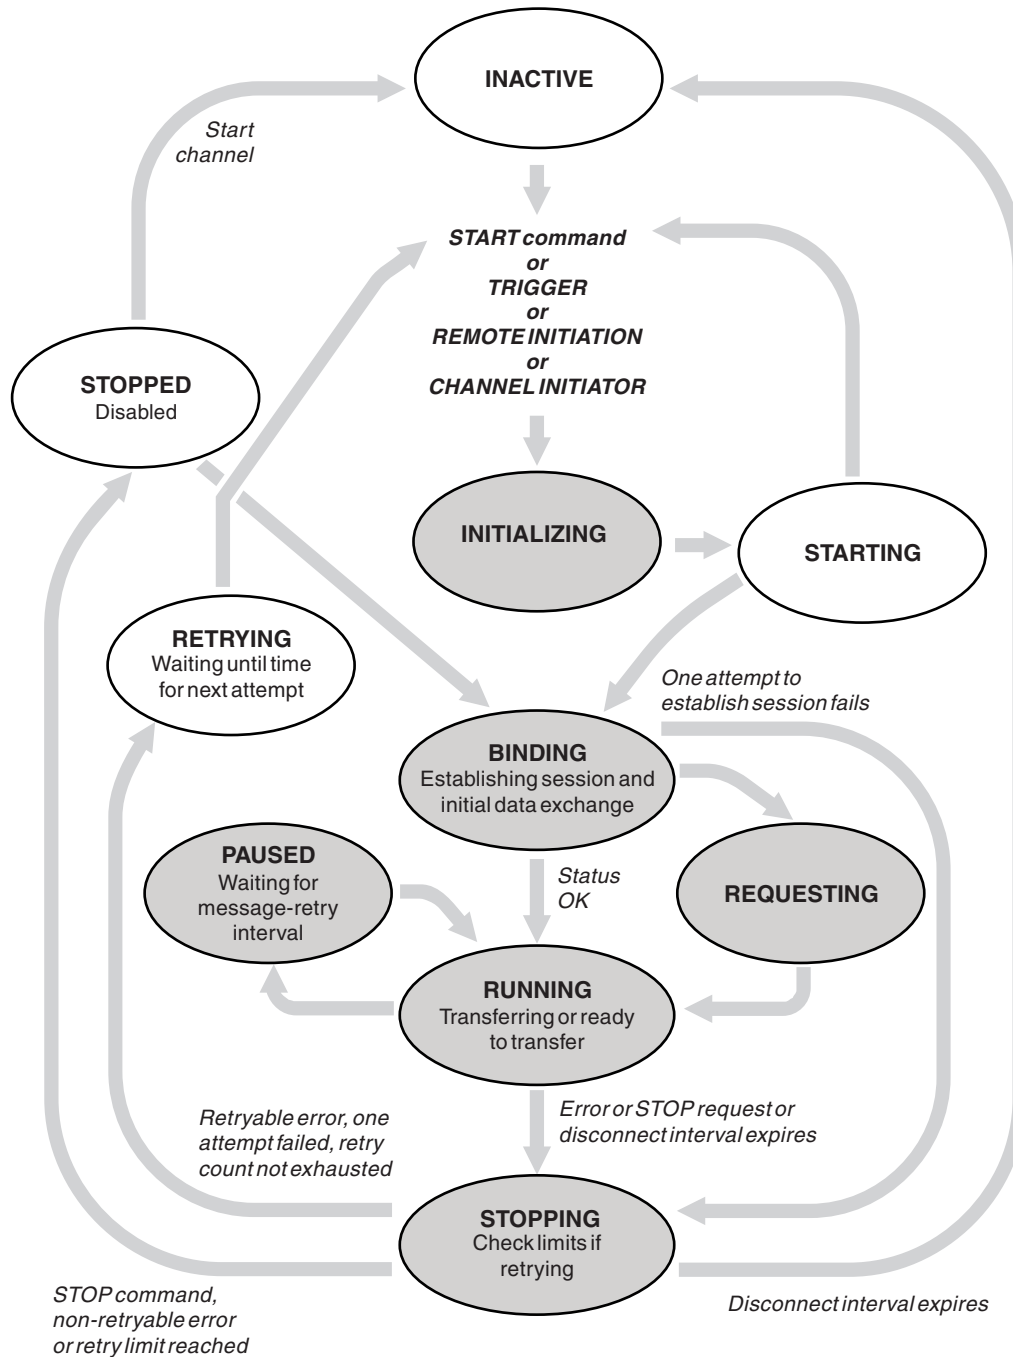 INACTIVE
Start
channel
START command
or
TRIGGER
or
REMOTE INITIATION
or
CHANNEL INITIATOR
STOPPED
Disabled
INITIALIZING
STARTING
RETRYING
Waiting until time
for next attempt
One attempt to
establish session fails
BINDING
Establishing session and
initial data exchange
PAUSED
Waiting for
message-retry
interval
Status
OK
REQUESTING
RUNNING
Transferring or ready
to transfer
Retryable error, one
attempt failed, retry
count not exhausted
Error or STOP request or
disconnect interval expires
STOPPING
Check limits if
retrying
STOP command,
non-retryable error
or retry limit reached
Disconnect interval expires